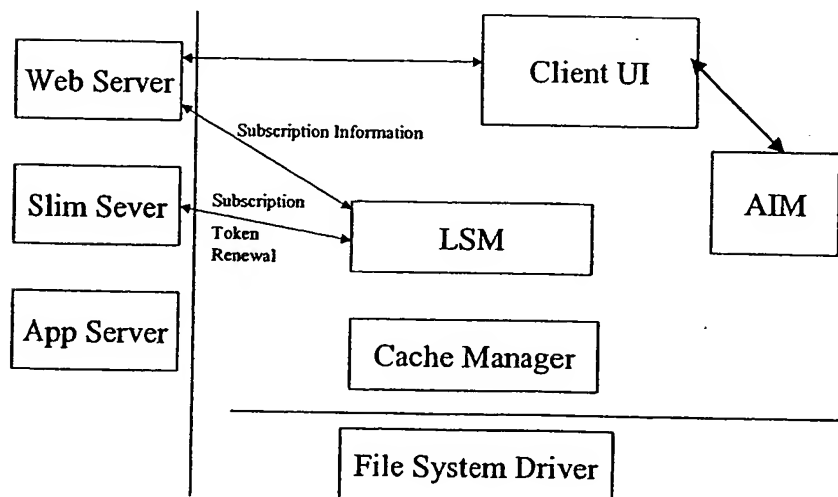 Web Server
Client UI
Subscription Information
Slim Sever
Subscription
Token
Renewal
LSM
AIM
App Server
Cache Manager
File System Driver